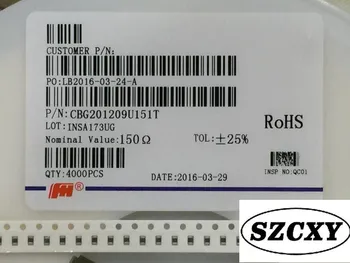 CUSTOMER P/N:
PO:LB2016-03-24-A
P/N:CBG201209U151T
LOT:INSA173UG
Nominal Value:150Ω TOL:±25%
RoHS
QTY:4000PCS
DATE:2016-03-29
INSP NO:QC01
SZCXY